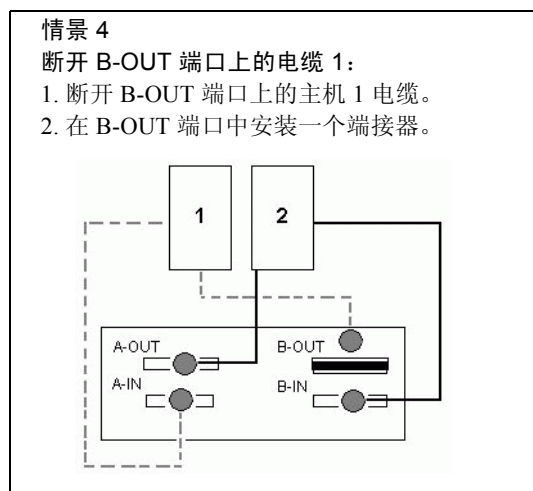 情景 4
断开 B-OUT 端口上的电缆 1：
1. 断开 B-OUT 端口上的主机 1 电缆。
2. 在 B-OUT 端口中安装一个端接器。
1
2
A-OUT
B-OUT
A-IN
B-IN